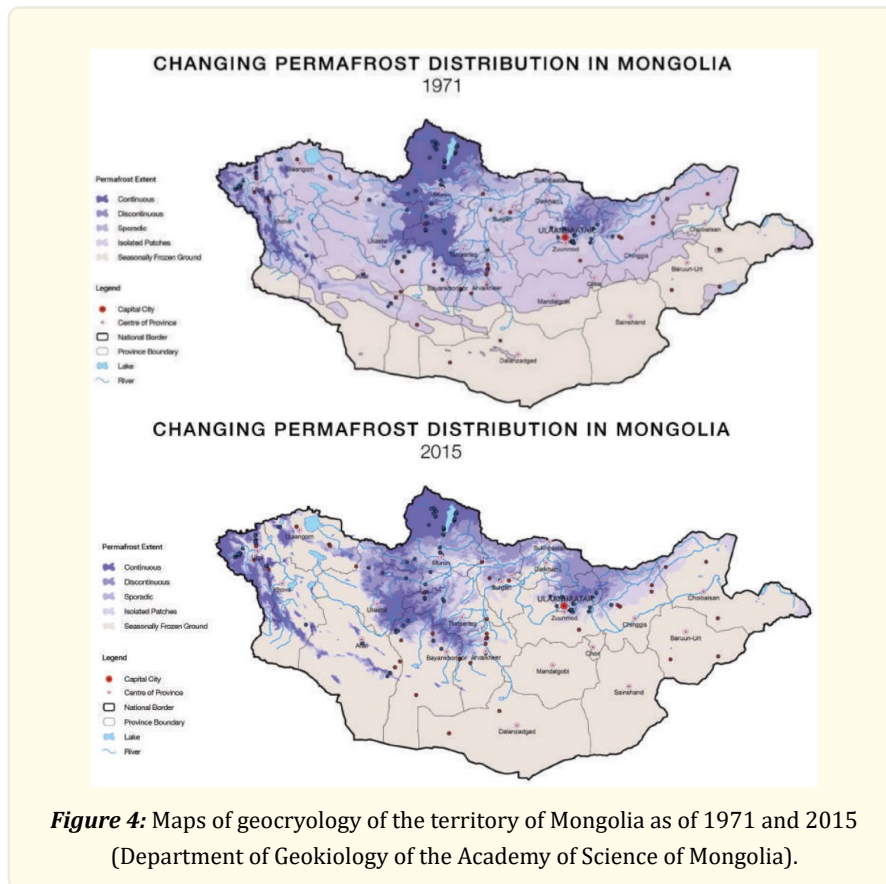 CHANGING PERMAFROST DISTRIBUTION IN MONGOLIA
1971
Permafrost Extent
Continuous
Discontinuous
Sporadic
Isolated Patches
Seasonally Frozen Ground
Legend
Capital City
Centre of Province
National Border
Province Boundary
Lake
River
Sukhbaatar
Darkhan
Bulgan
ULAANBAATAR
Zuunmod
Choibalsan
Chinggis
Baruun-Urt
Tsetserleg
Bayankhongor Arvaikheer
Choir
Mandalgobi
Sainshand
Dalanzadgad
CHANGING PERMAFROST DISTRIBUTION IN MONGOLIA
2015
Permafrost Extent
Continuous
Discontinuous
Sporadic
Isolated Patches
Seasonally Frozen Ground
Legend
Capital City
Centre of Province
National Border
Province Boundary
Lake
River
Ulaangom
Murun
Sukhbaatar
Darkhan
Bulgan
Khovd
Uliastai
ULAANBAATAR
Zuunmod
Choibalsan
Tsetserleg
Chinggis
Baruun-Urt
Altai
Bayankhongor Arvaikheer
Choir
Mandalgobi
Sainshand
Dalanzadgad
Figure 4: Maps of geocryology of the territory of Mongolia as of 1971 and 2015
(Department of Geokiology of the Academy of Science of Mongolia).